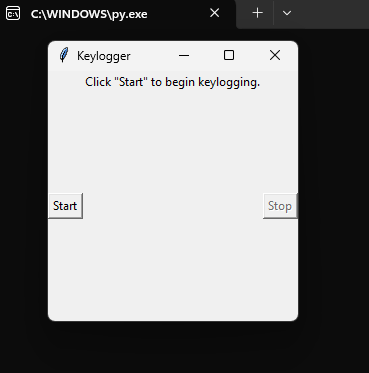 C:\WINDOWS\py.exe
Keylogger
Click "Start" to begin keylogging.
Start
Stop